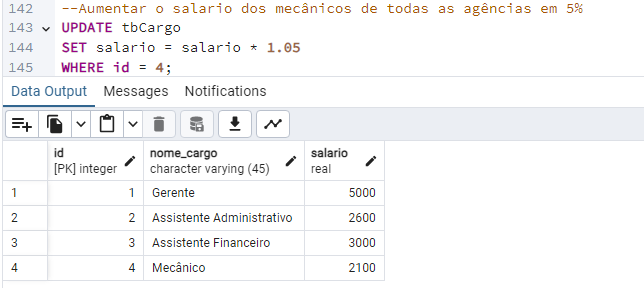 142 --Aumentar o salario dos mecânicos de todas as agências em 5%
143 UPDATE tbCargo
144 SET salario = salario * 1.05
145 WHERE id = 4;
Data Output Messages Notifications
id nome_cargo salario
[PK] integer character varying (45) real
1 1 Gerente 5000
2 2 Assistente Administrativo 2600
3 3 Assistente Financeiro 3000
4 4 Mecânico 2100